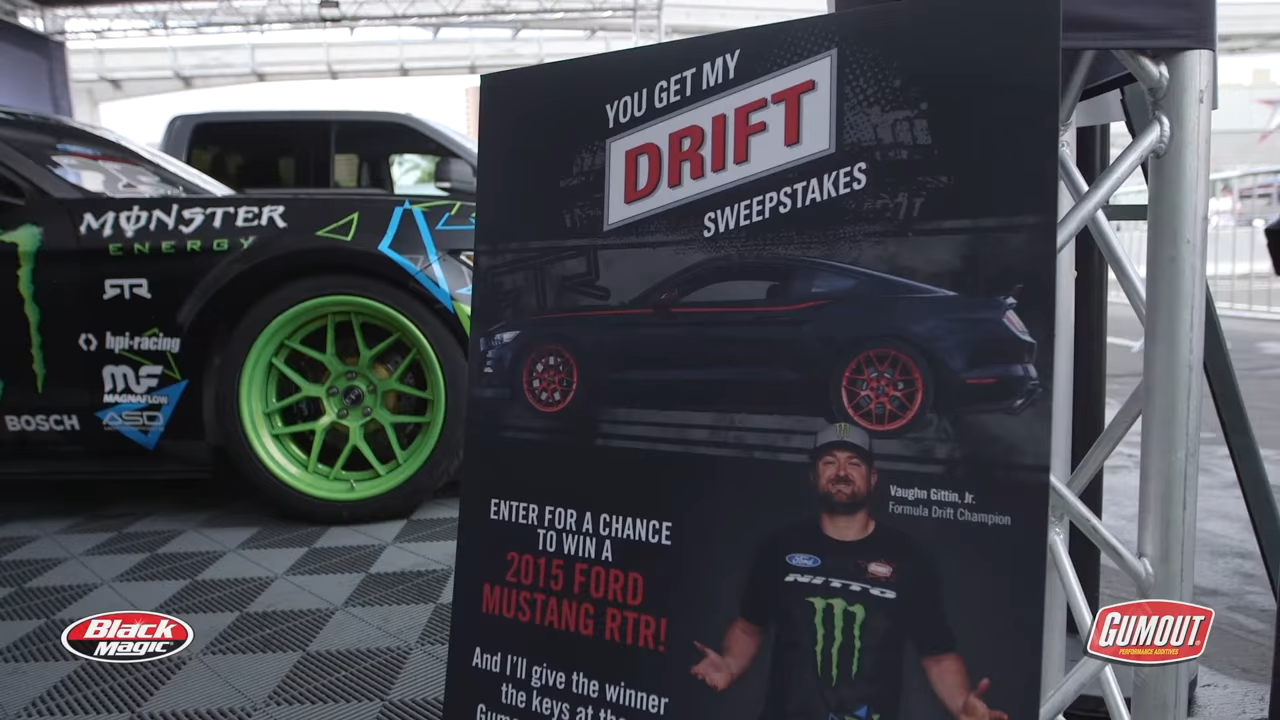 YOU GET MY
DRIFT
SWEEPSTAKES
MONSTER
ENERGY
RTR
hpi-racing
MF
MAGNAFLOW
BOSCH
ASD
Vaughn Gittin, Jr.
Formula Drift Champion
ENTER FOR A CHANCE
TO WIN A
2015 FORD
MUSTANG RTR!
Ford
NITTO
And I'll give the winner
the keys at the
Black
Magic
GUMOUT
PERFORMANCE ADDITIVES